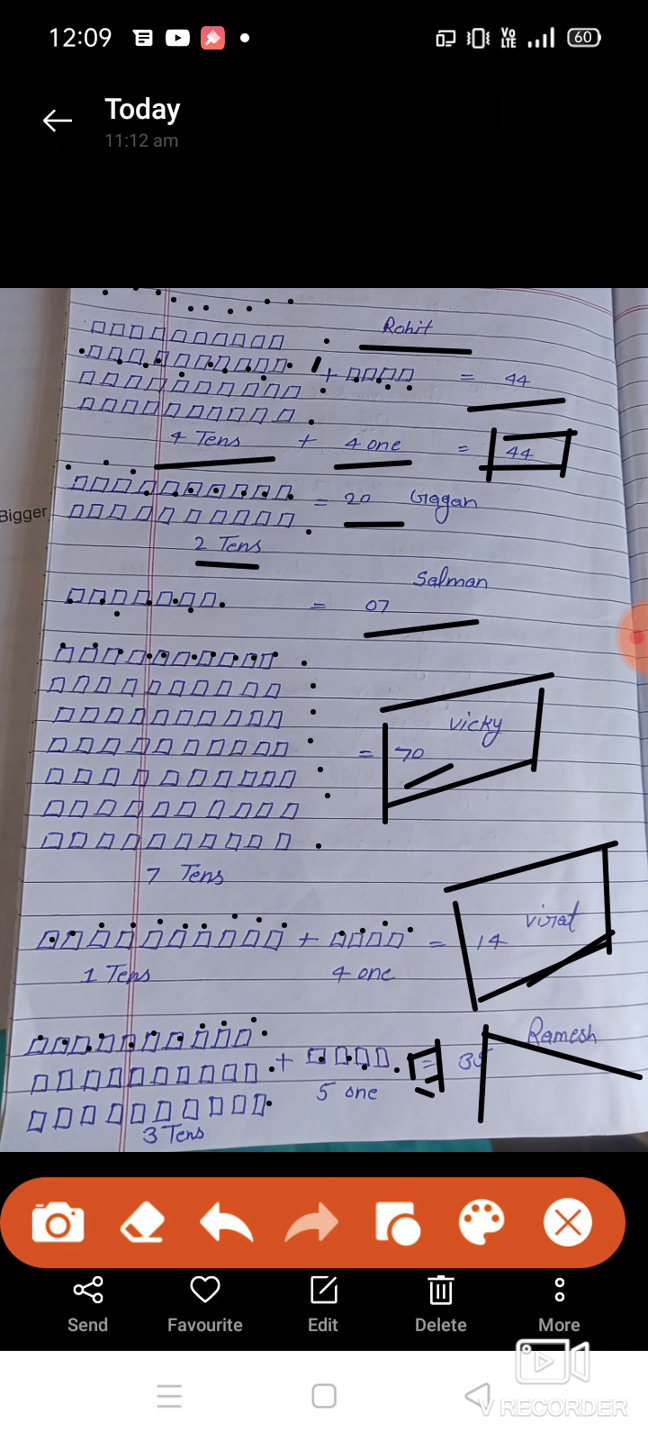 12:09
Vo LTE
60
Today
11:12 am
Rohit
+ = 44
4 Tens + 4 one = 44
= 20 Gagan
Bigger
2 Tens
Salman
= 07
vicky
= 70
7 Tens
virat
+ = 14
1 Tens 4 one
Ramesh
+ = 35
5 one
3 Tens
Send Favourite Edit Delete More
V RECORDER